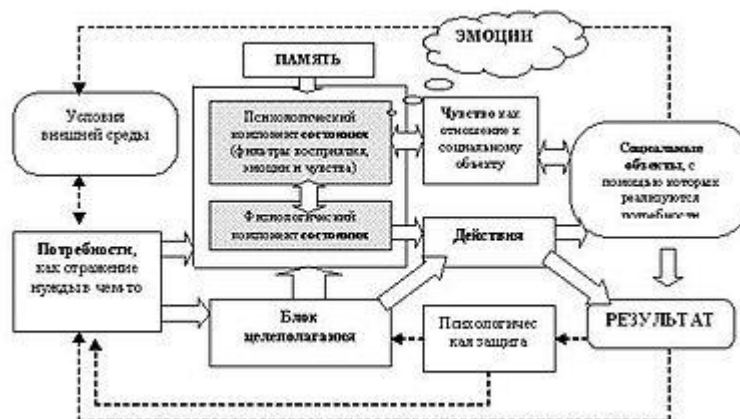 ЭМОЦИИ
ПАМЯТЬ
Условия
внешней среды
Психологический
компонент состояния
(фильтры восприятия,
эмоции и чувства)
Чувство как
отношение к
социальному
объекту
Социальные
объекты, с
помощью которых
реализуются
потребности
Физиологический
компонент состояния
Потребности,
как отражение
нужды в чем-то
Действия
Блок
целеполагания
Психологичес
кая защита
РЕЗУЛЬТАТ